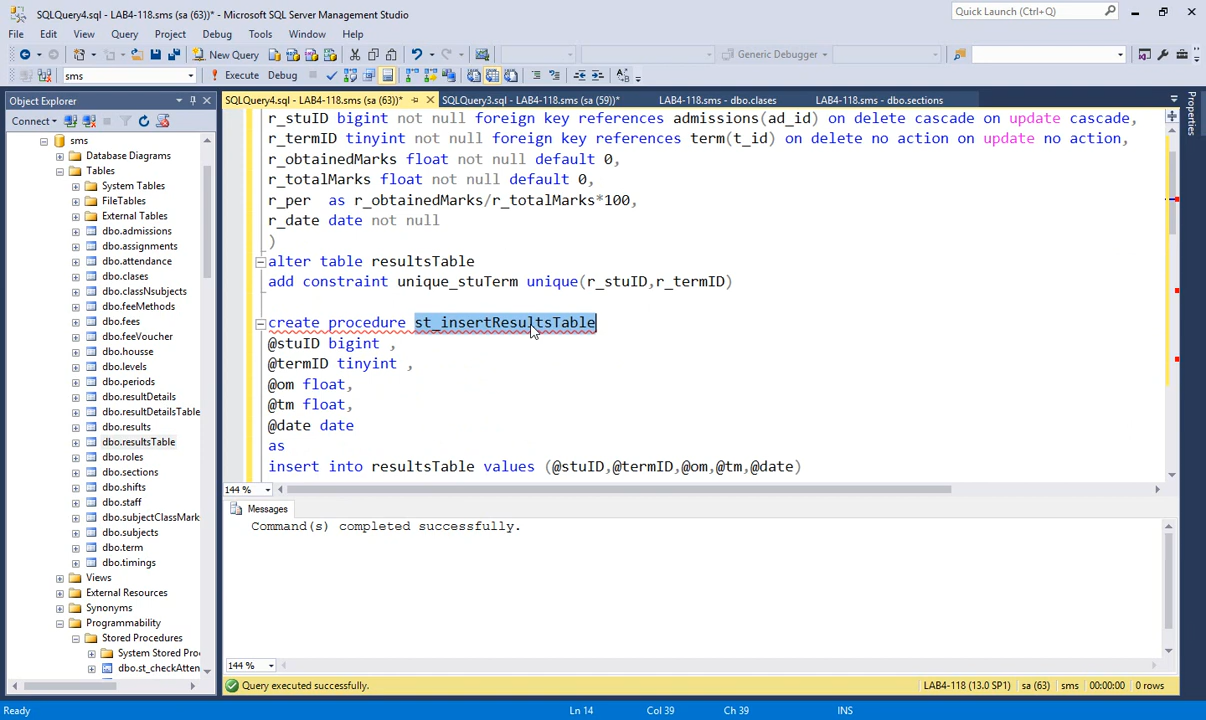 SQLQuery4.sql - LAB4-118.sms (sa (63))* - Microsoft SQL Server Management Studio
Quick Launch (Ctrl+Q)
File Edit View Query Project Debug Tools Window Help
New Query
Generic Debugger
sms
Execute Debug
Object Explorer
SQLQuery4.sql - LAB4-118.sms (sa (63))*
SQLQuery3.sql - LAB4-118.sms (sa (59))*
LAB4-118.sms - dbo.clases
LAB4-118.sms - dbo.sections
Properties
Connect
sms
Database Diagrams
Tables
System Tables
FileTables
External Tables
dbo.admissions
dbo.assignments
dbo.attendance
dbo.clases
dbo.classNsubjects
dbo.feeMethods
dbo.fees
dbo.feeVoucher
dbo.housse
dbo.levels
dbo.periods
dbo.resultDetails
dbo.resultDetailsTable
dbo.results
dbo.resultsTable
dbo.roles
dbo.sections
dbo.shifts
dbo.staff
dbo.subjectClassMark
dbo.subjects
dbo.term
dbo.timings
Views
External Resources
Synonyms
Programmability
Stored Procedures
System Stored Pro
dbo.st_checkAtten
r_stuID bigint not null foreign key references admissions(ad_id) on delete cascade on update cascade,
r_termID tinyint not null foreign key references term(t_id) on delete no action on update no action,
r_obtainedMarks float not null default 0,
r_totalMarks float not null default 0,
r_per as r_obtainedMarks/r_totalMarks*100,
r_date date not null
)
alter table resultsTable
add constraint unique_stuTerm unique(r_stuID,r_termID)
create procedure st_insertResultsTable
@stuID bigint ,
@termID tinyint ,
@om float,
@tm float,
@date date
as
insert into resultsTable values (@stuID,@termID,@om,@tm,@date)
144 %
Messages
Command(s) completed successfully.
144 %
Query executed successfully.
LAB4-118 (13.0 SP1) sa (63) sms 00:00:00 0 rows
Ready
Ln 14 Col 39 Ch 39 INS